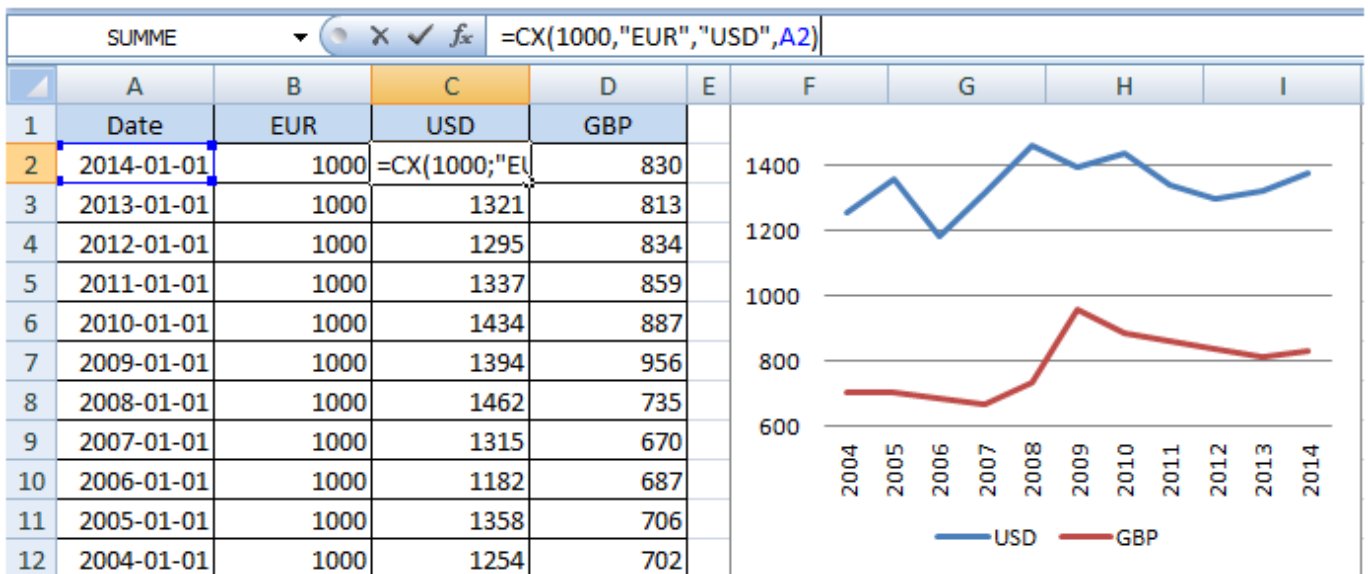 SUMME fx =CX(1000,"EUR","USD",A2)
A B C D E F G H I
1 Date EUR USD GBP
2 2014-01-01 1000 =CX(1000;"EU 830
3 2013-01-01 1000 1321 813
4 2012-01-01 1000 1295 834
5 2011-01-01 1000 1337 859
6 2010-01-01 1000 1434 887
7 2009-01-01 1000 1394 956
8 2008-01-01 1000 1462 735
9 2007-01-01 1000 1315 670
10 2006-01-01 1000 1182 687
11 2005-01-01 1000 1358 706
12 2004-01-01 1000 1254 702
1400
1200
1000
800
600
2004 2005 2006 2007 2008 2009 2010 2011 2012 2013 2014
USD GBP